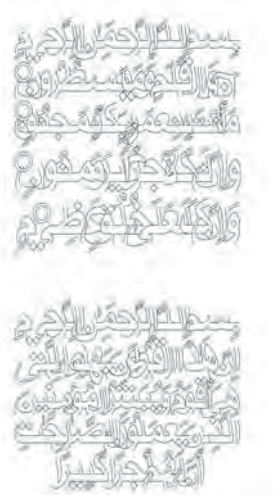 بسم الله الرحمن الرحيم
ن والقلم وما يسطرون
ما أنت بنعمة ربك بمجنون
وإن لك لأجرا غير ممنون
وإنك لعلى خلق عظيم
بسم الله الرحمن الرحيم
إن هذا القرآن يهدي للتي
هي أقوم ويبشر المؤمنين
الذين يعملون الصالحات
أن لهم أجرا كبيرا